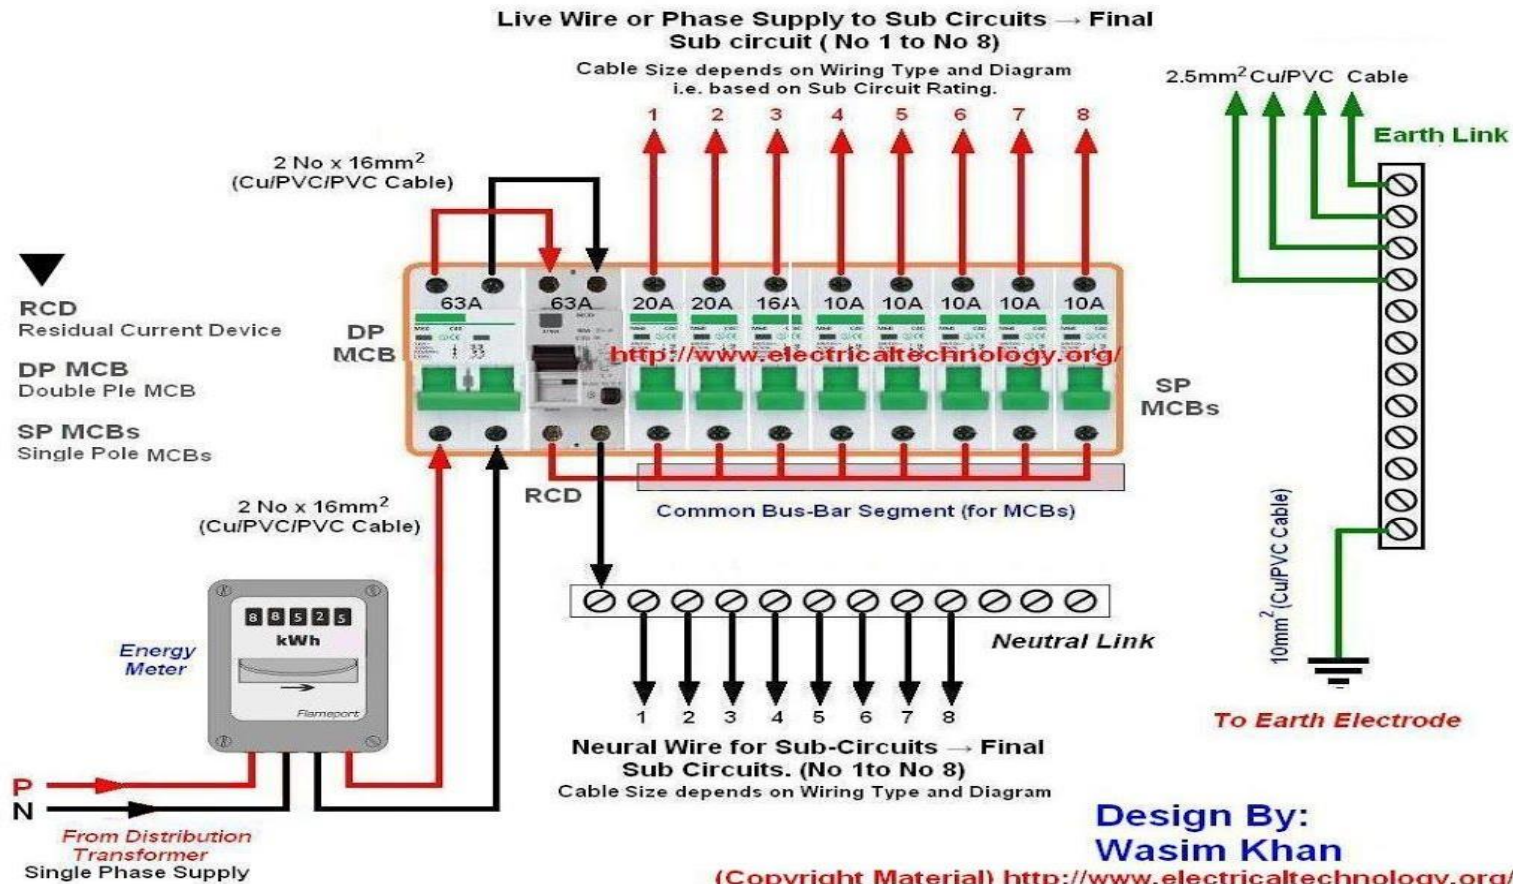 Live Wire or Phase Supply to Sub Circuits → Final
Sub circuit ( No 1 to No 8)
Cable Size depends on Wiring Type and Diagram
i.e. based on Sub Circuit Rating.
1 2 3 4 5 6 7 8
2.5mm² Cu/PVC Cable
Earth Link
2 No x 16mm²
(Cu/PVC/PVC Cable)
RCD
Residual Current Device
DP MCB
Double Ple MCB
SP MCBs
Single Pole MCBs
DP
MCB
63A 63A 20A 20A 16A 10A 10A 10A 10A 10A
http://www.electricaltechnology.org/
SP
MCBs
RCD
2 No x 16mm²
(Cu/PVC/PVC Cable)
Common Bus-Bar Segment (for MCBs)
10mm² (Cu/PVC Cable)
Energy
Meter
8 8 5 2 5
kWh
Flameport
Neutral Link
1 2 3 4 5 6 7 8
Neural Wire for Sub-Circuits → Final
Sub Circuits. (No 1to No 8)
Cable Size depends on Wiring Type and Diagram
To Earth Electrode
P
N
From Distribution
Transformer
Single Phase Supply
Design By:
Wasim Khan
(Copyright Material) http://www.electricaltechnology.org/